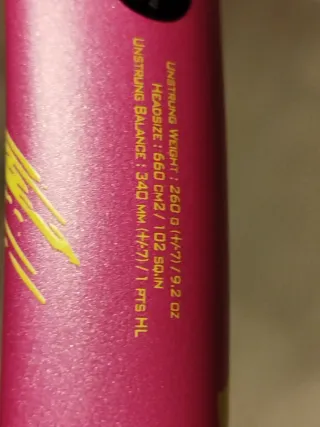 Unstrung Weight : 260 g (+/-7) / 9.2 oz
Headsize : 660 cm2 / 102 sq.in
Unstrung Balance : 340 mm (+/-7) / 1 pts HL